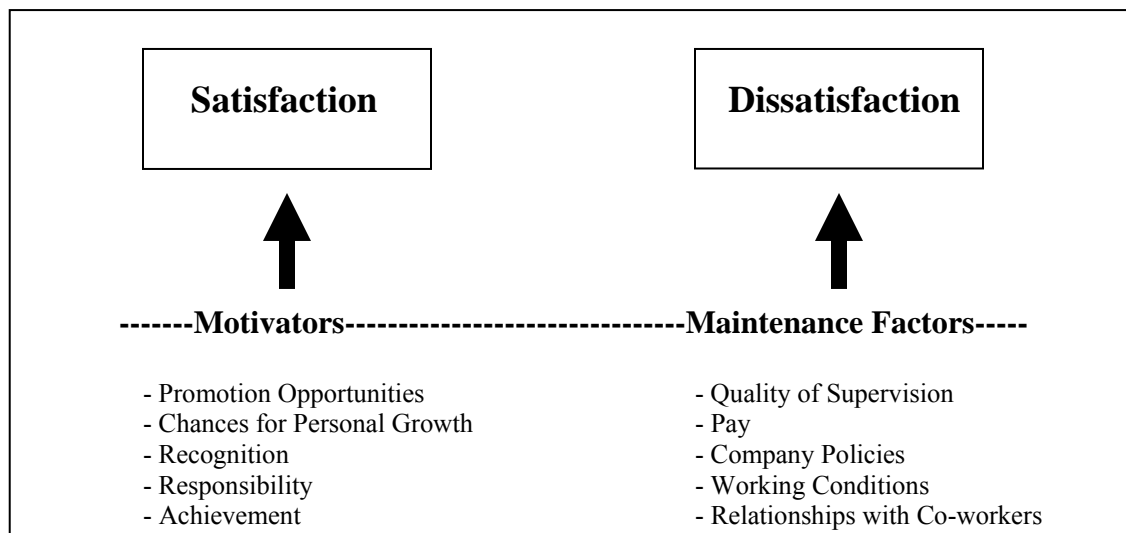 Satisfaction
Dissatisfaction
-------Motivators--------------------------------Maintenance Factors-----
- Promotion Opportunities
- Chances for Personal Growth
- Recognition
- Responsibility
- Achievement
- Quality of Supervision
- Pay
- Company Policies
- Working Conditions
- Relationships with Co-workers